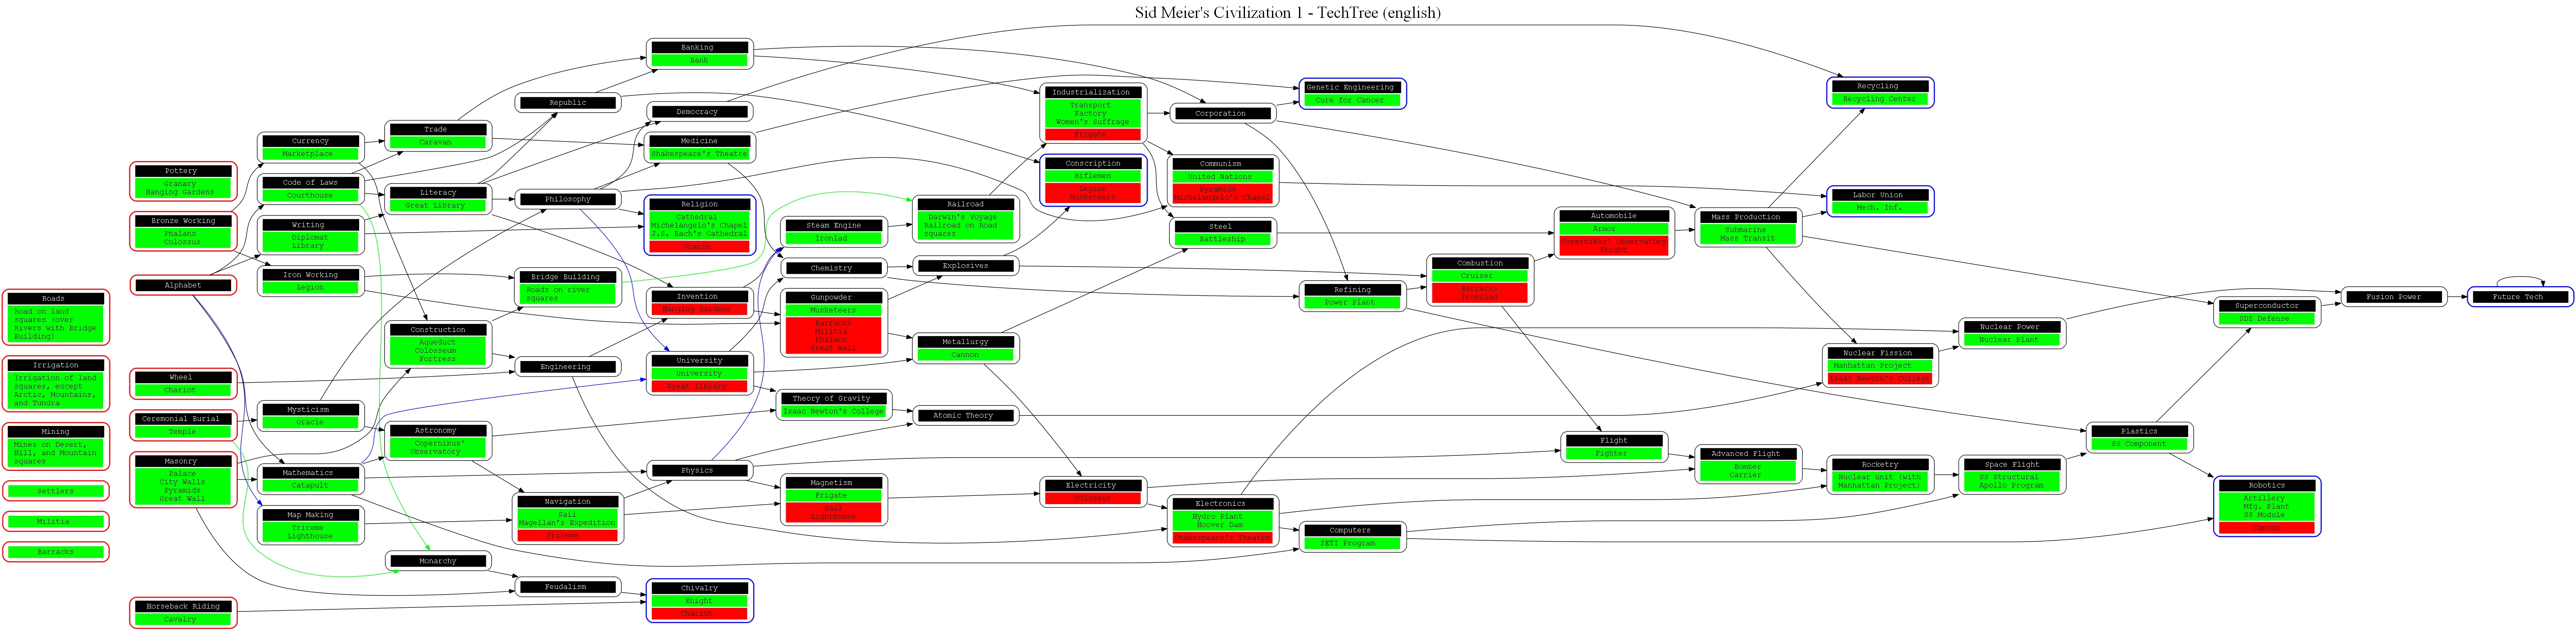 Sid Meier's Civilization 1 - TechTree (english)
Roads
Road on land
squares (over
Rivers with Bridge
Building)
Irrigation
Irrigation of land
squares, except
Arctic, Mountains,
and Tundra
Mining
Mines on Desert,
Hill, and Mountain
squares
Settlers
Militia
Barracks
Pottery
Granary
Hanging Gardens
Bronze Working
Phalanx
Colossus
Alphabet
Wheel
Chariot
Ceremonial Burial
Temple
Masonry
Palace
City Walls
Pyramids
Great Wall
Horseback Riding
Cavalry
Currency
Marketplace
Code of Laws
Courthouse
Writing
Diplomat
Library
Iron Working
Legion
Mysticism
Oracle
Mathematics
Catapult
Map Making
Trireme
Lighthouse
Trade
Caravan
Literacy
Great Library
Construction
Aqueduct
Colosseum
Fortress
Astronomy
Copernikus'
Observatory
Monarchy
Republic
Philosophy
Bridge Building
Roads on river
squares
Engineering
Navigation
Sail
Magellan's Expedition
Trireme
Feudalism
Banking
Bank
Democracy
Medicine
Shakespeare's Theatre
Religion
Cathedral
Michelangelo's Chapel
J.S. Bach's Cathedral
Oracle
Invention
Hanging Gardens
University
University
Great Library
Physics
Chivalry
Knight
Chariot
Steam Engine
Ironlad
Chemistry
Gunpowder
Musketeers
Barracks
Militia
Phalanx
Great Wall
Theory of Gravity
Isaac Newton's College
Magnetism
Frigate
Sail
Lighthouse
Railroad
Darwin's Voyage
Railroad on Road
squares
Explosives
Metallurgy
Cannon
Atomic Theory
Industrialization
Transport
Factory
Women's Suffrage
Frigate
Conscription
Riflemen
Legion
Musketeers
Electricity
Colossus
Corporation
Communism
United Nations
Pyramids
Michelangelo's Chapel
Steel
Battleship
Electronics
Hydro Plant
Hoover Dam
Shakespeare's Theatre
Genetic Engineering
Cure for Cancer
Refining
Power Plant
Computers
SETI Program
Combustion
Cruiser
Barracks
Ironclad
Automobile
Armor
Copernikus' Observatory
Knight
Flight
Fighter
Mass Production
Submarine
Mass Transit
Advanced Flight
Bomber
Carrier
Recycling
Recycling Center
Labor Union
Mech. Inf.
Nuclear Fission
Manhattan Project
Isaac Newton's College
Rocketry
Nuclear unit (with
Manhattan Project)
Nuclear Power
Nuclear Plant
Space Flight
SS Structural
Apollo Program
Plastics
SS Component
Superconductor
SDI Defense
Robotics
Artillery
Mfg. Plant
SS Module
Cannon
Fusion Power
Future Tech